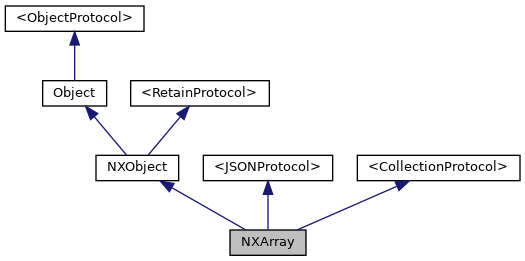 <ObjectProtocol>
Object
<RetainProtocol>
NXObject
<JSONProtocol>
<CollectionProtocol>
NXArray